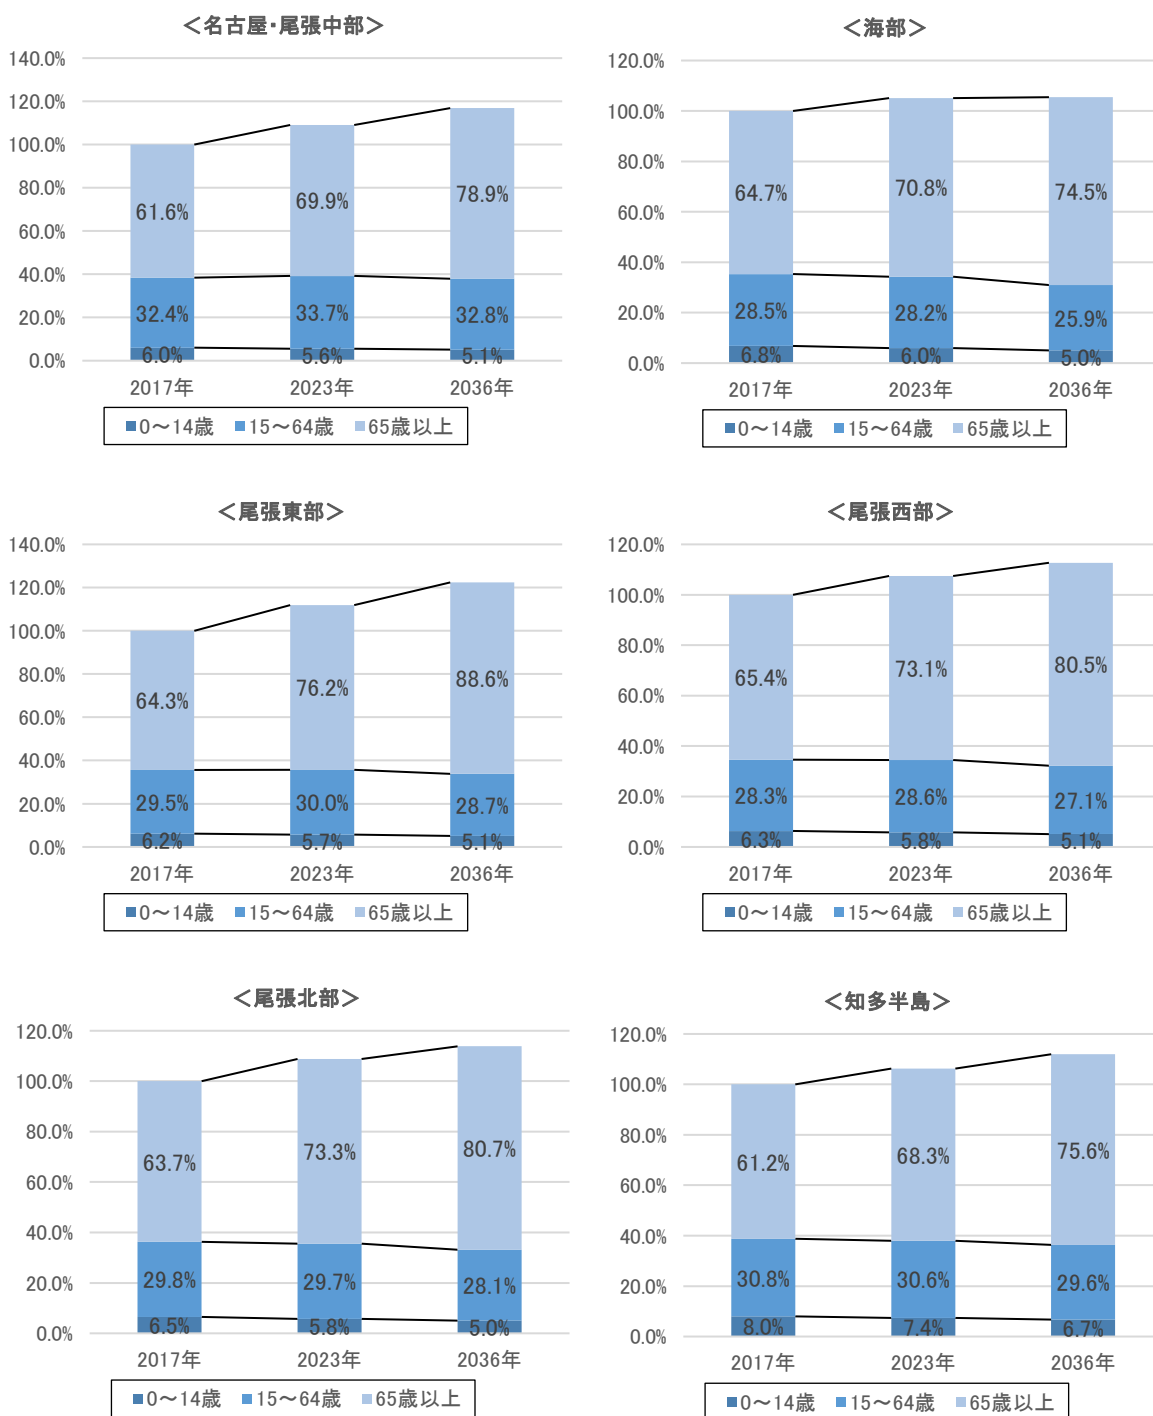 ＜名古屋・尾張中部＞
140.0%
120.0%
100.0%
80.0%
60.0%
40.0%
20.0%
0.0%
61.6% 69.9% 78.9%
32.4% 33.7% 32.8%
6.0% 5.6% 5.1%
2017年 2023年 2036年
■0～14歳 ■15～64歳 ■65歳以上
＜海部＞
120.0%
100.0%
80.0%
60.0%
40.0%
20.0%
0.0%
64.7% 70.8% 74.5%
28.5% 28.2% 25.9%
6.8% 6.0% 5.0%
2017年 2023年 2036年
■0～14歳 ■15～64歳 ■65歳以上
＜尾張東部＞
140.0%
120.0%
100.0%
80.0%
60.0%
40.0%
20.0%
0.0%
64.3% 76.2% 88.6%
29.5% 30.0% 28.7%
6.2% 5.7% 5.1%
2017年 2023年 2036年
■0～14歳 ■15～64歳 ■65歳以上
＜尾張西部＞
120.0%
100.0%
80.0%
60.0%
40.0%
20.0%
0.0%
65.4% 73.1% 80.5%
28.3% 28.6% 27.1%
6.3% 5.8% 5.1%
2017年 2023年 2036年
■0～14歳 ■15～64歳 ■65歳以上
＜尾張北部＞
120.0%
100.0%
80.0%
60.0%
40.0%
20.0%
0.0%
63.7% 73.3% 80.7%
29.8% 29.7% 28.1%
6.5% 5.8% 5.0%
2017年 2023年 2036年
■0～14歳 ■15～64歳 ■65歳以上
＜知多半島＞
120.0%
100.0%
80.0%
60.0%
40.0%
20.0%
0.0%
61.2% 68.3% 75.6%
30.8% 30.6% 29.6%
8.0% 7.4% 6.7%
2017年 2023年 2036年
■0～14歳 ■15～64歳 ■65歳以上